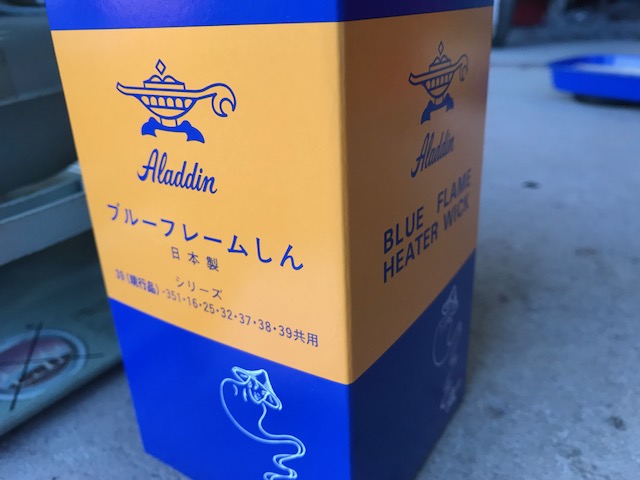 Aladdin
ブルーフレームしん
日本製
シリーズ
39(現行品)・351・16・25・32・37・38・39共用
Aladdin
BLUE FLAME
HEATER WICK